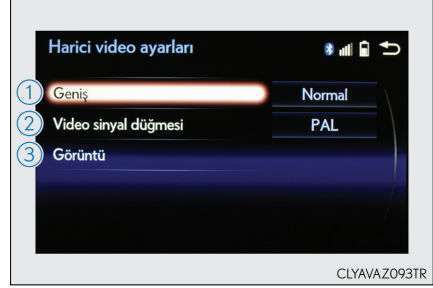 Harici video ayarları
1 Geniş Normal
2 Video sinyal düğmesi PAL
3 Görüntü
CLYAVAZ093TR